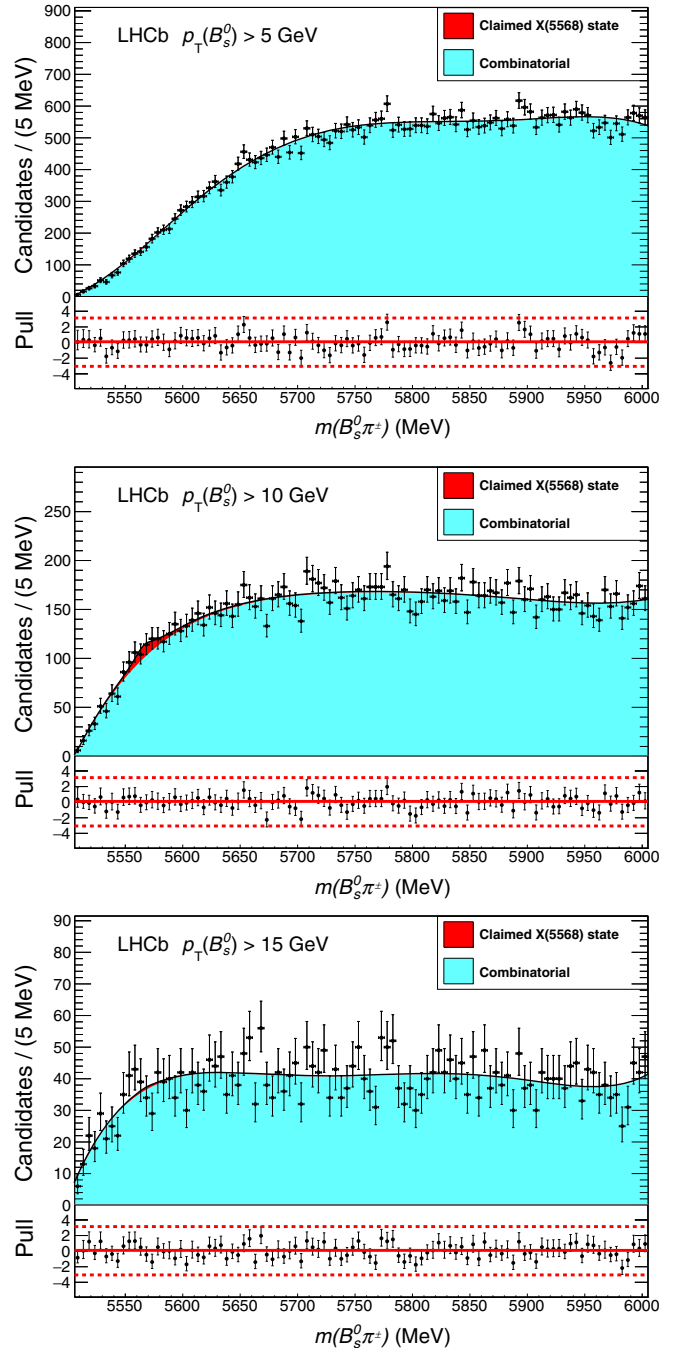 LHCb p_T(B_s^0) > 5 GeV
Claimed X(5568) state
Combinatorial
Candidates / (5 MeV)
900
800
700
600
500
400
300
200
100
0
Pull
4
2
0
−2
−4
5550 5600 5650 5700 5750 5800 5850 5900 5950 6000
m(B_s^0π^±) (MeV)
LHCb p_T(B_s^0) > 10 GeV
Claimed X(5568) state
Combinatorial
Candidates / (5 MeV)
250
200
150
100
50
0
Pull
4
2
0
−2
−4
5550 5600 5650 5700 5750 5800 5850 5900 5950 6000
m(B_s^0π^±) (MeV)
LHCb p_T(B_s^0) > 15 GeV
Claimed X(5568) state
Combinatorial
Candidates / (5 MeV)
90
80
70
60
50
40
30
20
10
0
Pull
4
2
0
−2
−4
5550 5600 5650 5700 5750 5800 5850 5900 5950 6000
m(B_s^0π^±) (MeV)